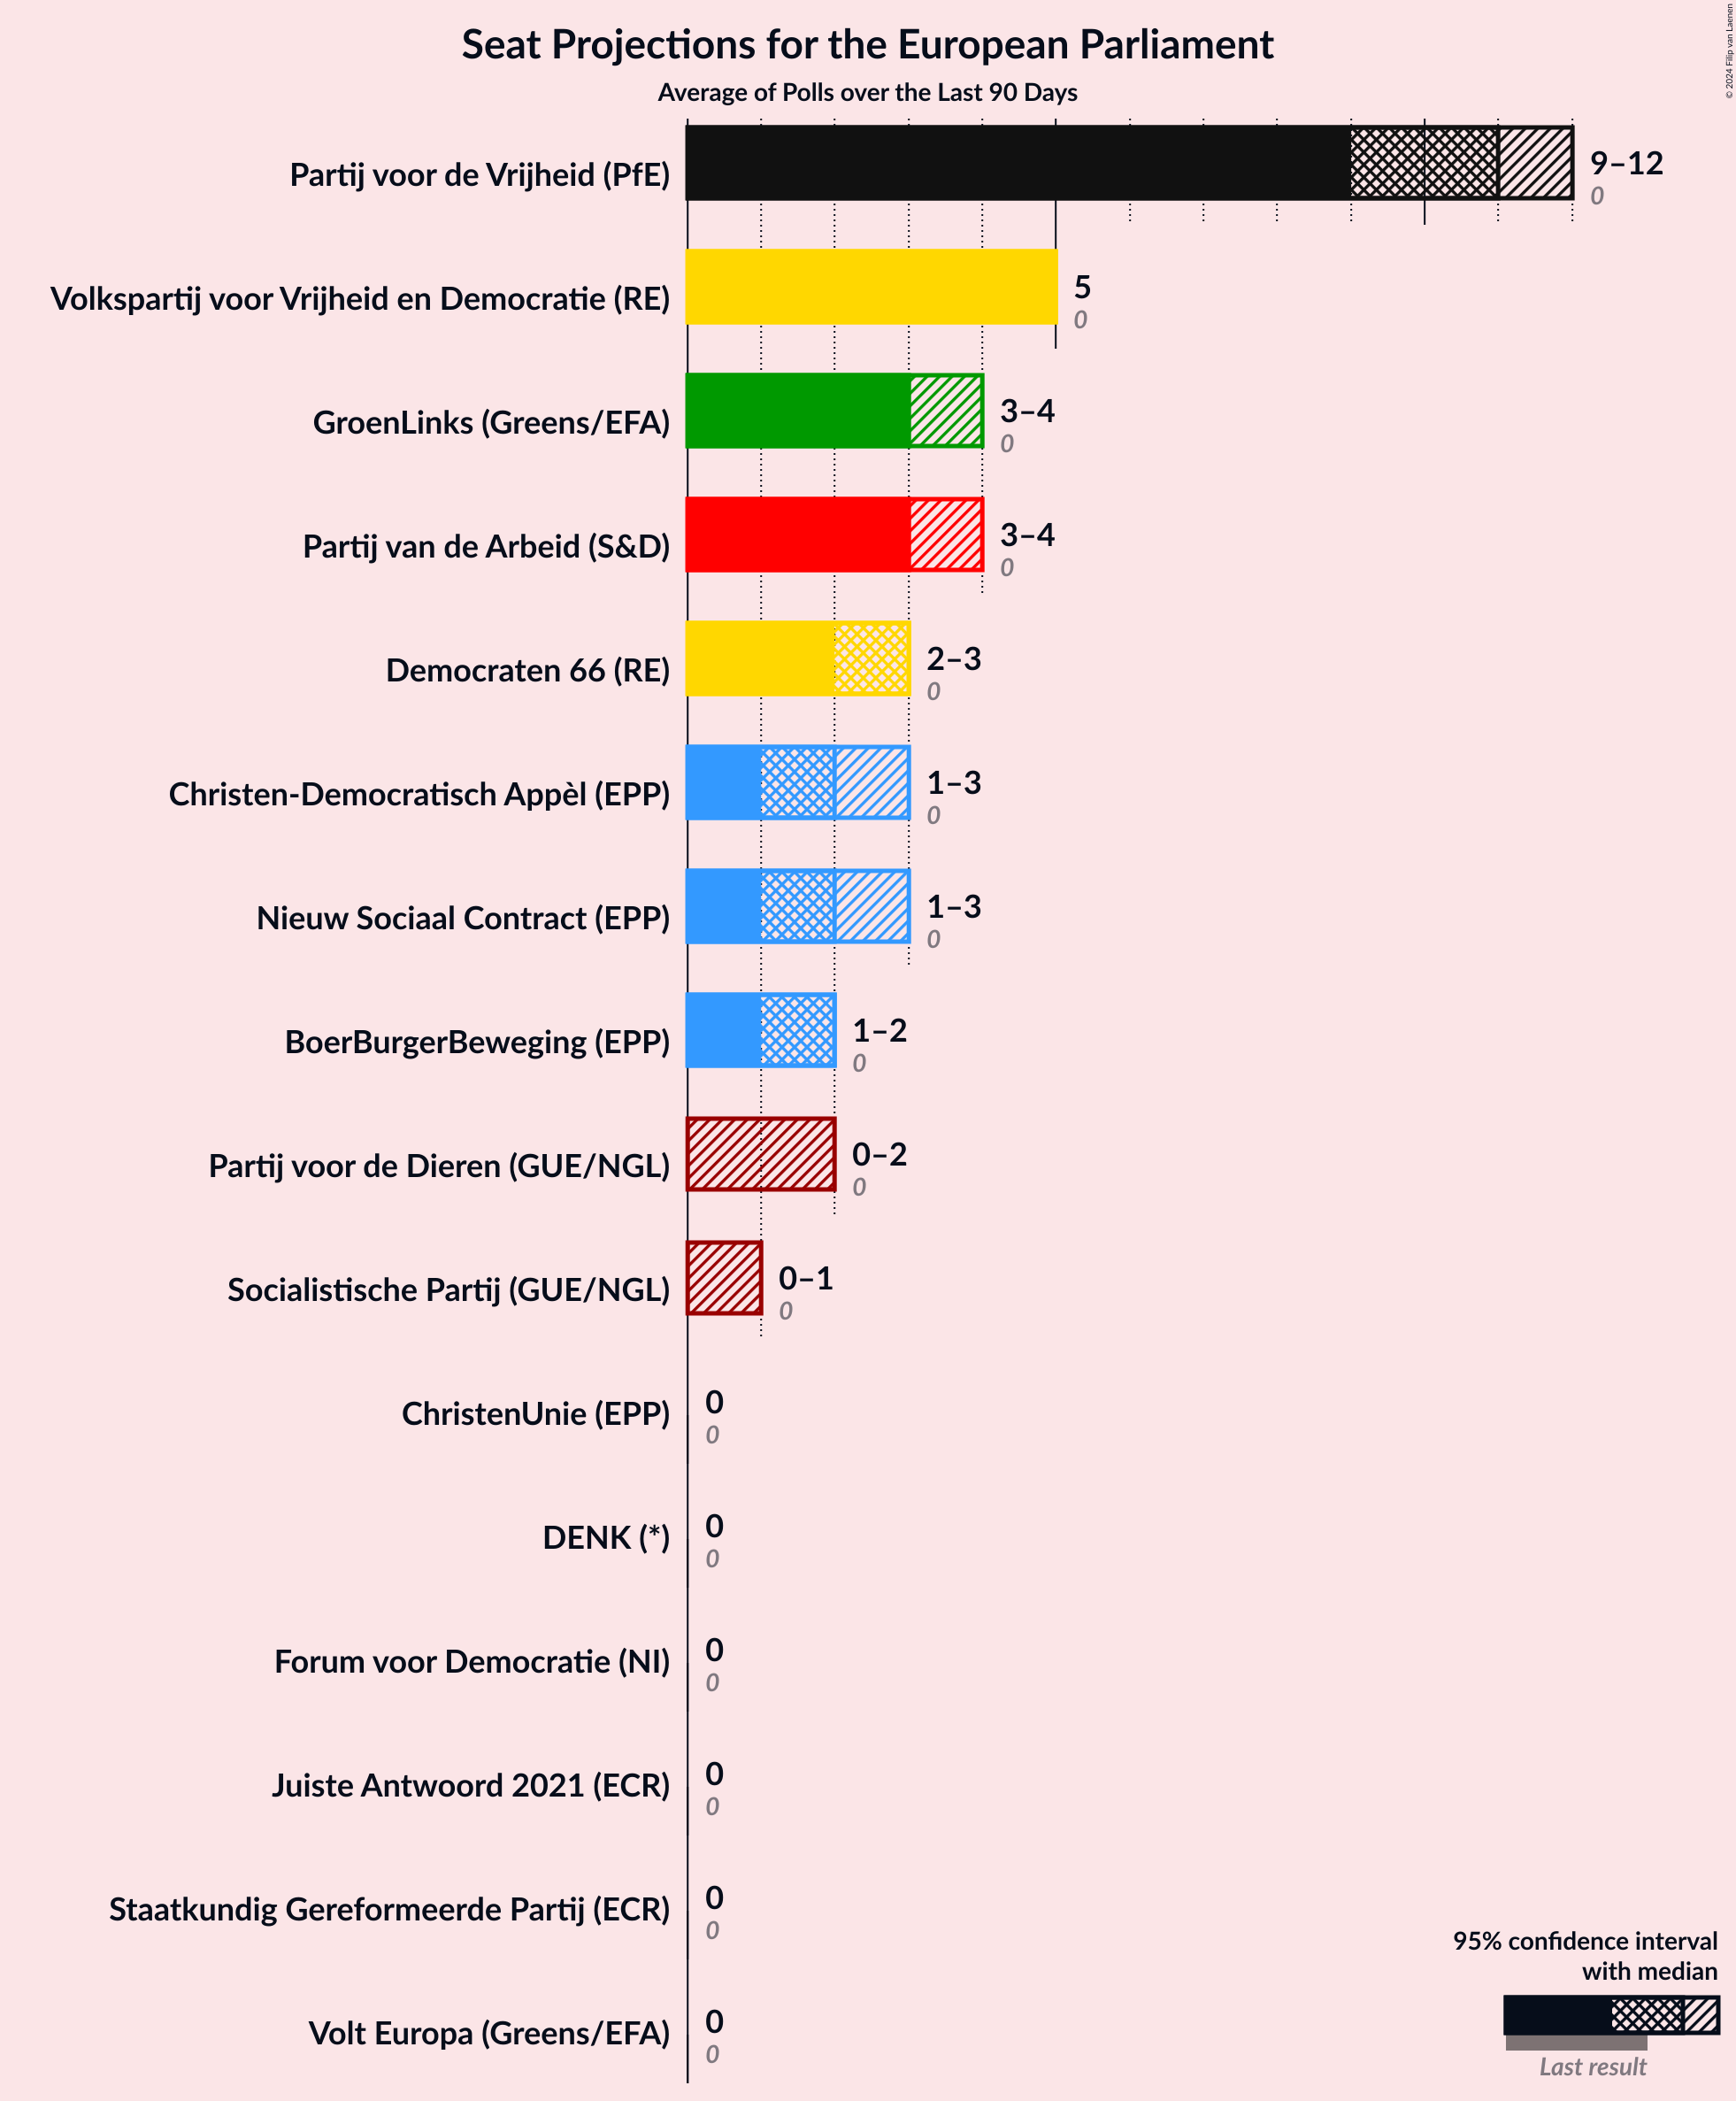 Seat Projections for the European Parliament
Average of Polls over the Last 90 Days
© 2024 Filip van Laenen
Partij voor de Vrijheid (PfE)
9–12
0
Volkspartij voor Vrijheid en Democratie (RE)
5
0
GroenLinks (Greens/EFA)
3–4
0
Partij van de Arbeid (S&D)
3–4
0
Democraten 66 (RE)
2–3
0
Christen-Democratisch Appèl (EPP)
1–3
0
Nieuw Sociaal Contract (EPP)
1–3
0
BoerBurgerBeweging (EPP)
1–2
0
Partij voor de Dieren (GUE/NGL)
0–2
0
Socialistische Partij (GUE/NGL)
0–1
0
ChristenUnie (EPP)
0
0
DENK (*)
0
0
Forum voor Democratie (NI)
0
0
Juiste Antwoord 2021 (ECR)
0
0
Staatkundig Gereformeerde Partij (ECR)
0
0
Volt Europa (Greens/EFA)
0
0
95% confidence interval
with median
Last result